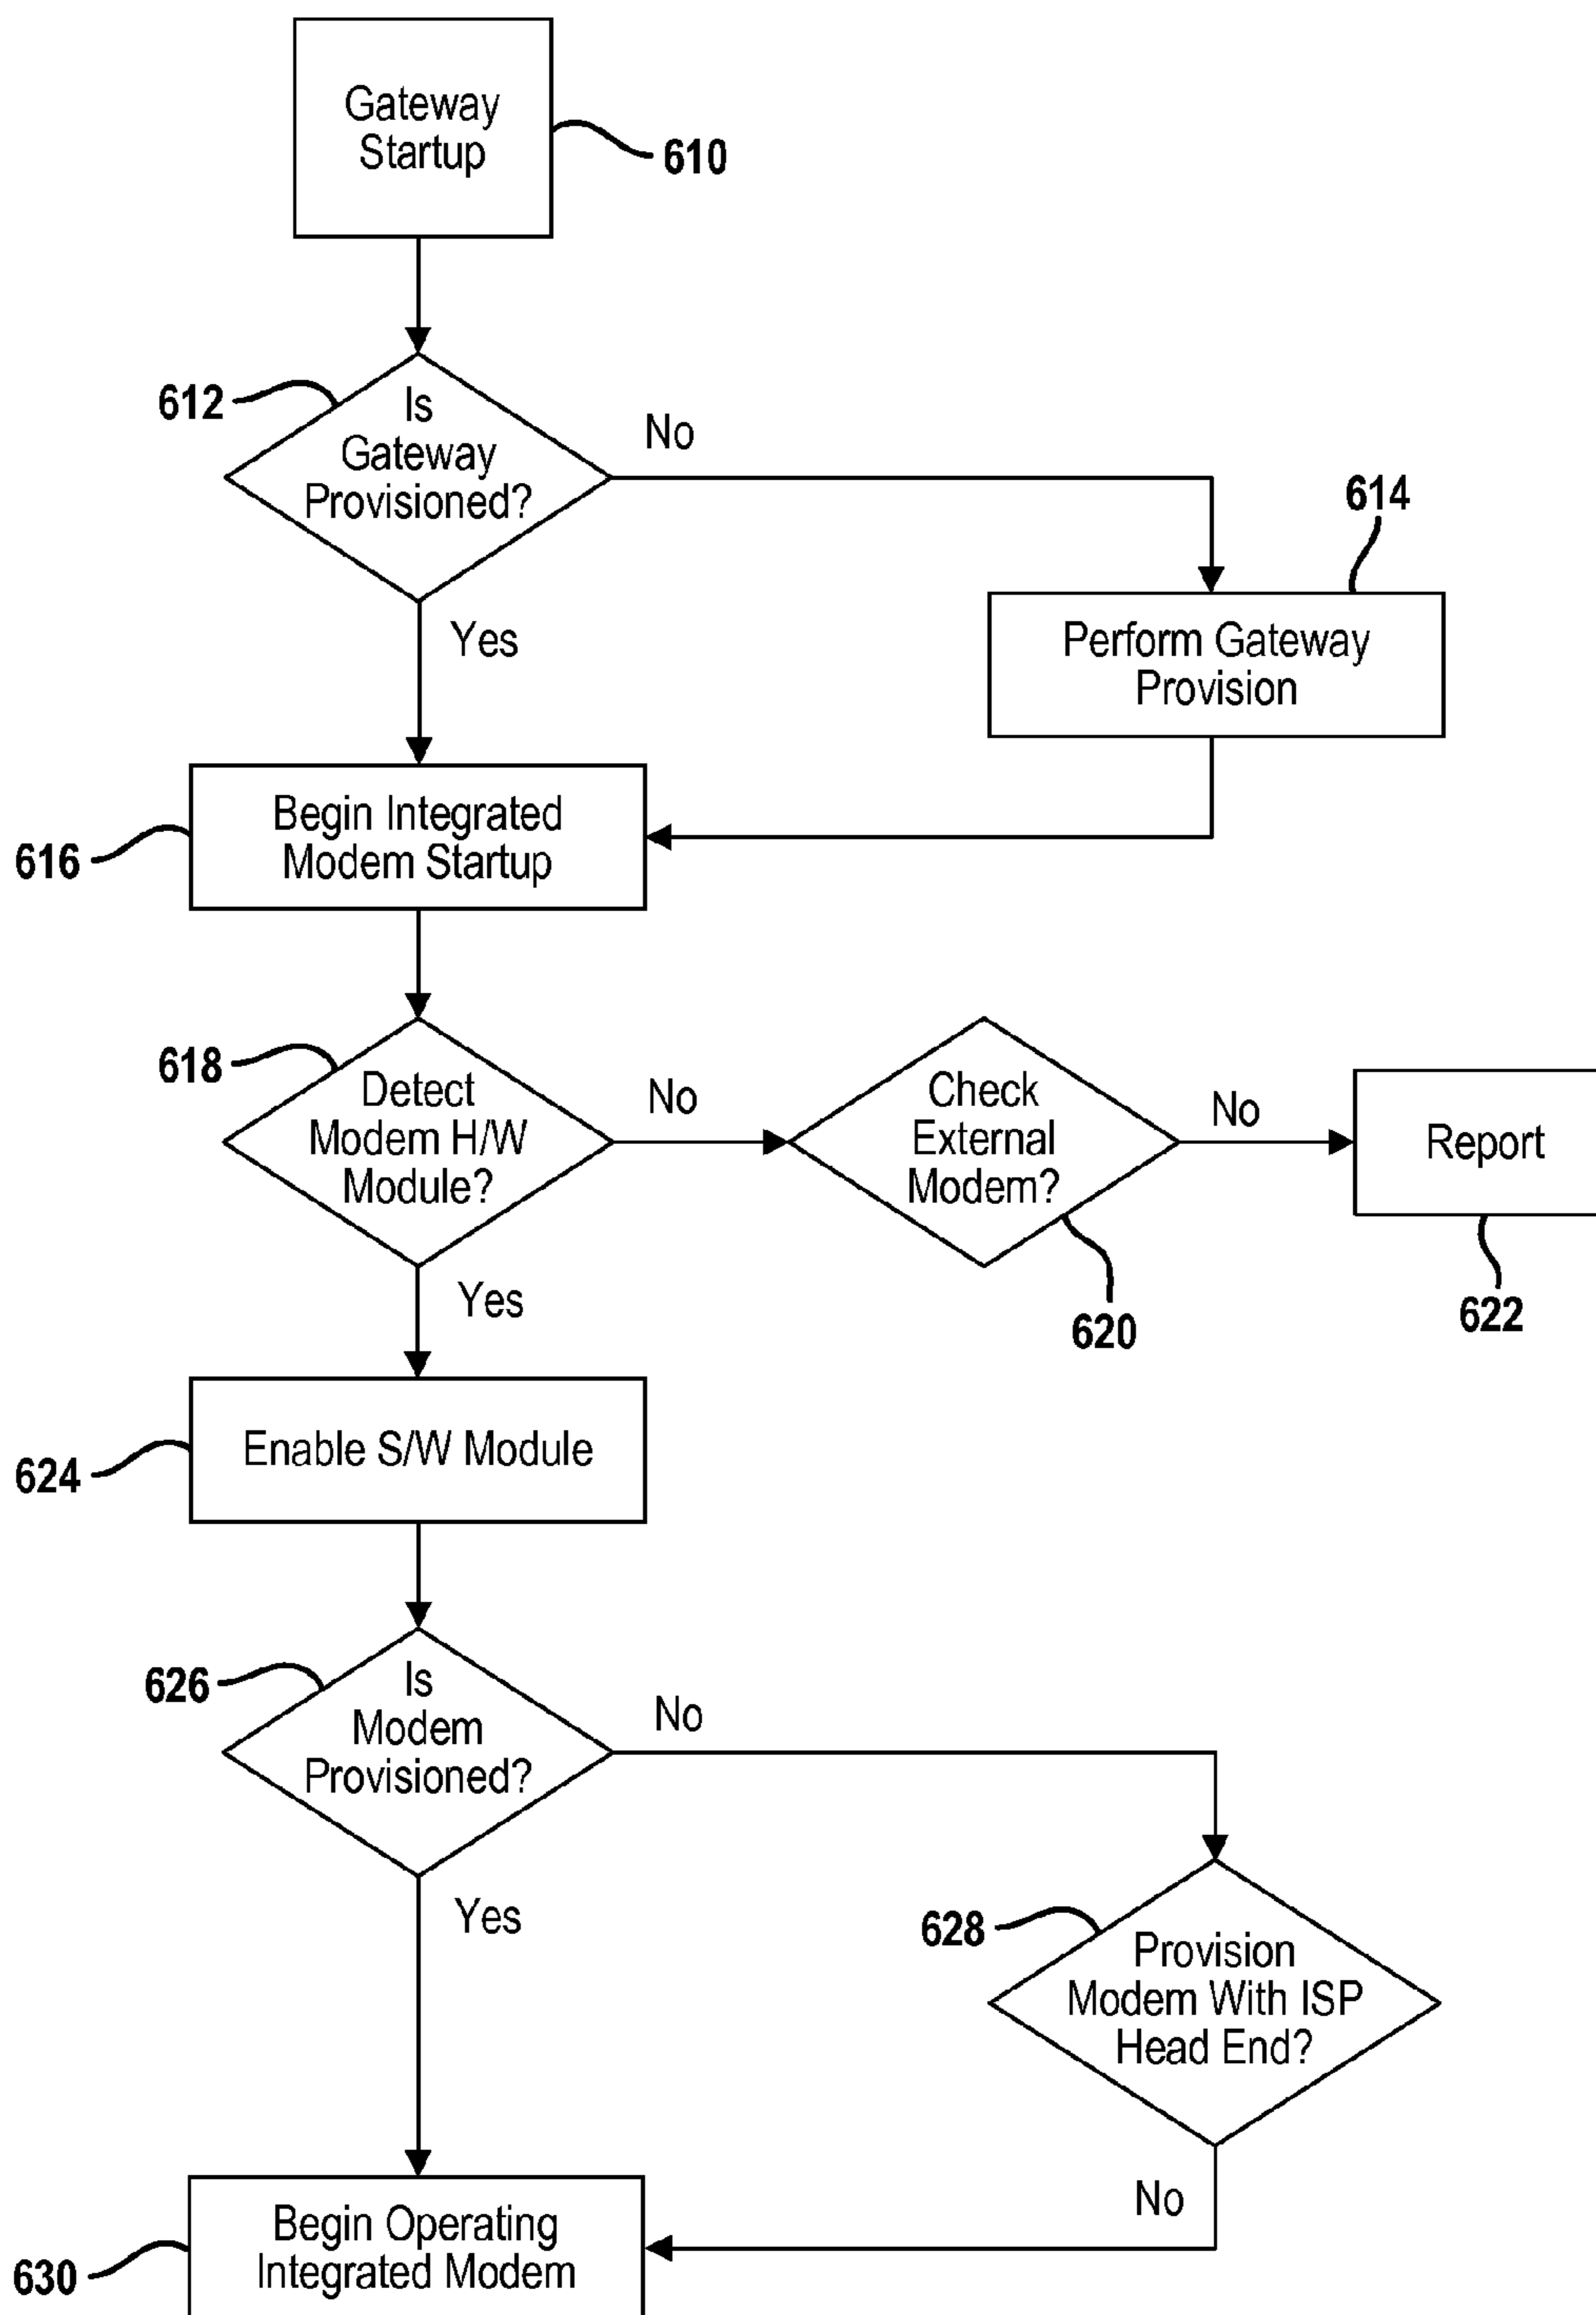 Gateway
Startup
610
612
Is
Gateway
Provisioned?
No
614
Yes
Perform Gateway
Provision
Begin Integrated
Modem Startup
616
618
Detect
Modem H/W
Module?
No
Check
External
Modem?
No
Report
Yes
620
622
Enable S/W Module
624
626
Is
Modem
Provisioned?
No
Yes
628
Provision
Modem With ISP
Head End?
No
Begin Operating
Integrated Modem
630